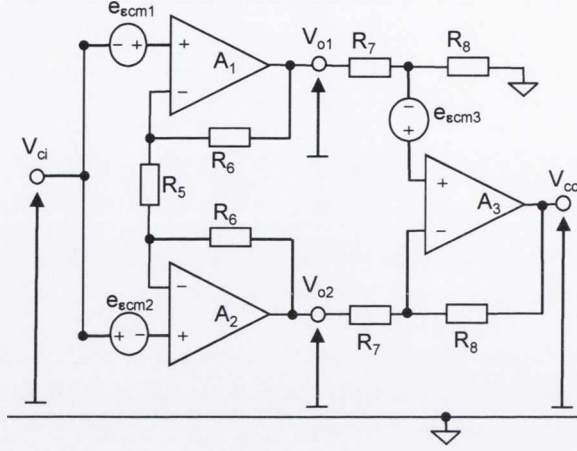 eεcm1
A1
Vo1
R7
R8
+
−
eεcm3
Vci
R6
R5
R6
A3
Vco
eεcm2
A2
Vo2
R7
R8